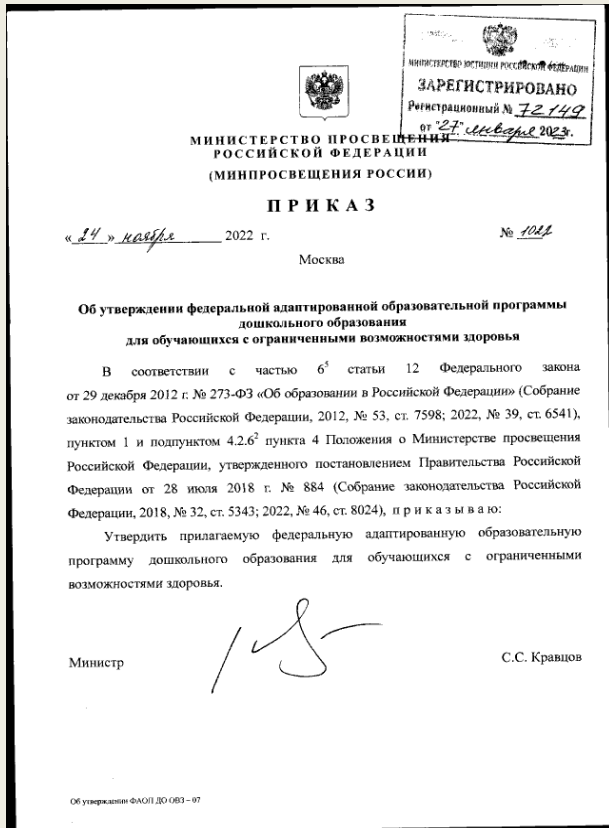 МИНИСТЕРСТВО ЮСТИЦИИ РОССИЙСКОЙ ФЕДЕРАЦИИ
ЗАРЕГИСТРИРОВАНО
Регистрационный № 72149
от "27" января 2023г.
МИНИСТЕРСТВО ПРОСВЕЩЕНИЯ
РОССИЙСКОЙ ФЕДЕРАЦИИ
(МИНПРОСВЕЩЕНИЯ РОССИИ)
ПРИКАЗ
« 24 » ноября 2022 г. № 1022
Москва
Об утверждении федеральной адаптированной образовательной программы
дошкольного образования
для обучающихся с ограниченными возможностями здоровья
В соответствии с частью 6⁵ статьи 12 Федерального закона
от 29 декабря 2012 г. № 273-ФЗ «Об образовании в Российской Федерации» (Собрание
законодательства Российской Федерации, 2012, № 53, ст. 7598; 2022, № 39, ст. 6541),
пунктом 1 и подпунктом 4.2.6² пункта 4 Положения о Министерстве просвещения
Российской Федерации, утвержденного постановлением Правительства Российской
Федерации от 28 июля 2018 г. № 884 (Собрание законодательства Российской
Федерации, 2018, № 32, ст. 5343; 2022, № 46, ст. 8024), п р и к а з ы в а ю:
Утвердить прилагаемую федеральную адаптированную образовательную
программу дошкольного образования для обучающихся с ограниченными
возможностями здоровья.
Министр С.С. Кравцов
Об утверждении ФАОП ДО ОВЗ – 07